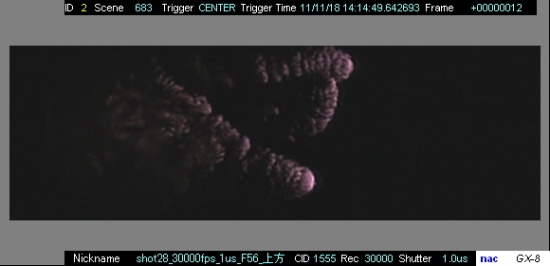 ID 2 Scene 683 Trigger CENTER Trigger Time 11/11/18 14:14:49.642693 Frame +00000012
Nickname shot28_30000fps_1us_F56_上方 CID 1555 Rec 30000 Shutter 1.0us nac GX-8